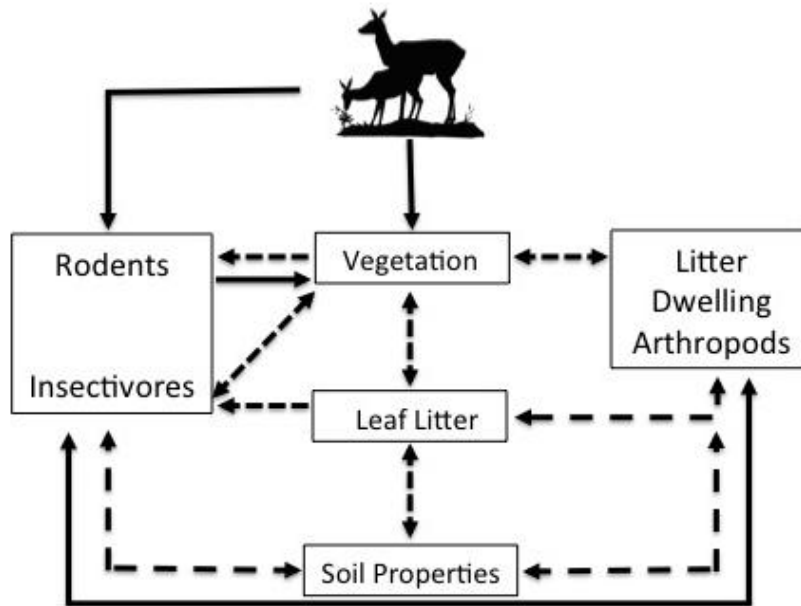 Rodents
Insectivores
Vegetation
Leaf Litter
Soil Properties
Litter
Dwelling
Arthropods